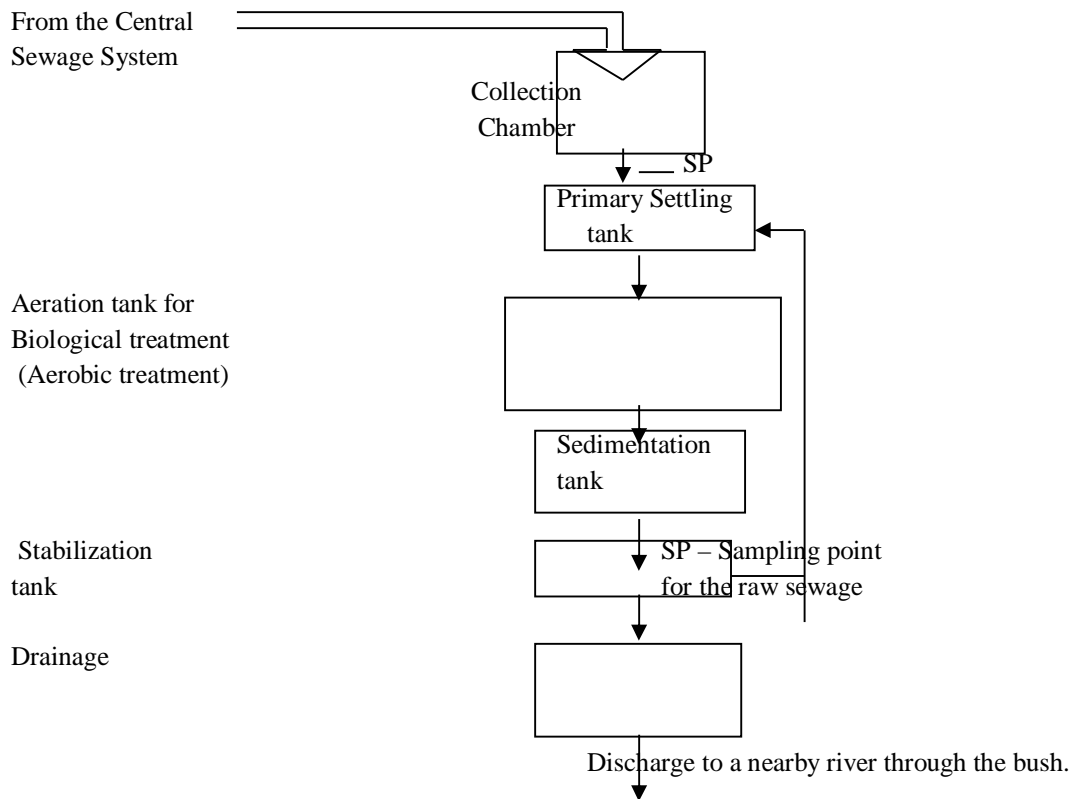 From the Central
Sewage System
Collection
Chamber
SP
Primary Settling
tank
Aeration tank for
Biological treatment
(Aerobic treatment)
Sedimentation
tank
Stabilization
tank
SP – Sampling point
for the raw sewage
Drainage
Discharge to a nearby river through the bush.